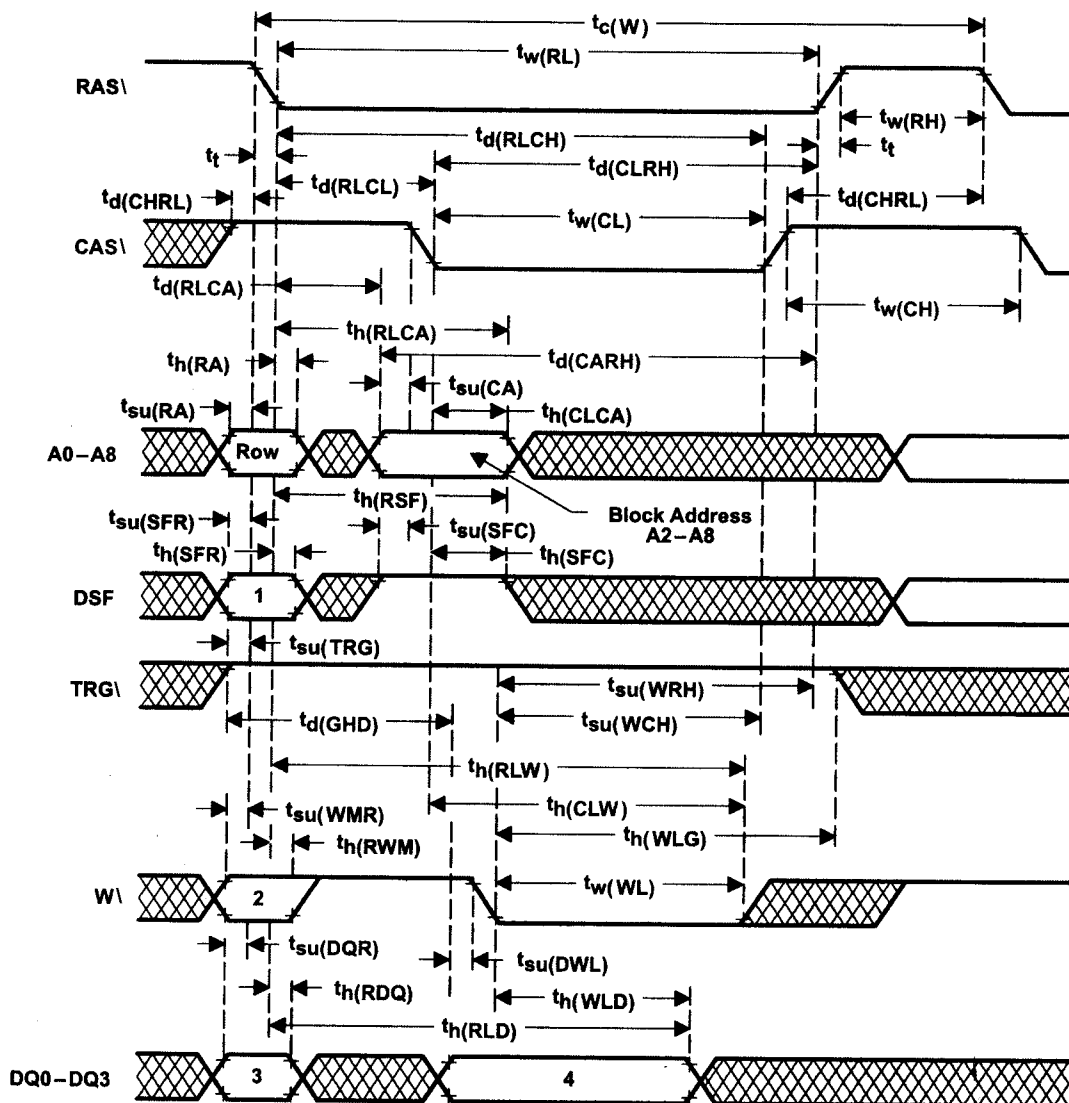 tc(W)
tw(RL)
RAS\
tw(RH)
td(RLCH)
tt
tt
td(CLRH)
td(RLCL)
td(CHRL)
td(CHRL)
tw(CL)
CAS\
td(RLCA)
tw(CH)
th(RLCA)
th(RA)
td(CARH)
tsu(CA)
tsu(RA)
th(CLCA)
A0–A8
Row
th(RSF)
tsu(SFR)
tsu(SFC)
Block Address
A2–A8
th(SFR)
th(SFC)
DSF
1
tsu(TRG)
TRG\
tsu(WRH)
td(GHD)
tsu(WCH)
th(RLW)
tsu(WMR)
th(CLW)
th(RWM)
th(WLG)
W\
2
tw(WL)
tsu(DQR)
tsu(DWL)
th(RDQ)
th(WLD)
th(RLD)
DQ0–DQ3
3
4